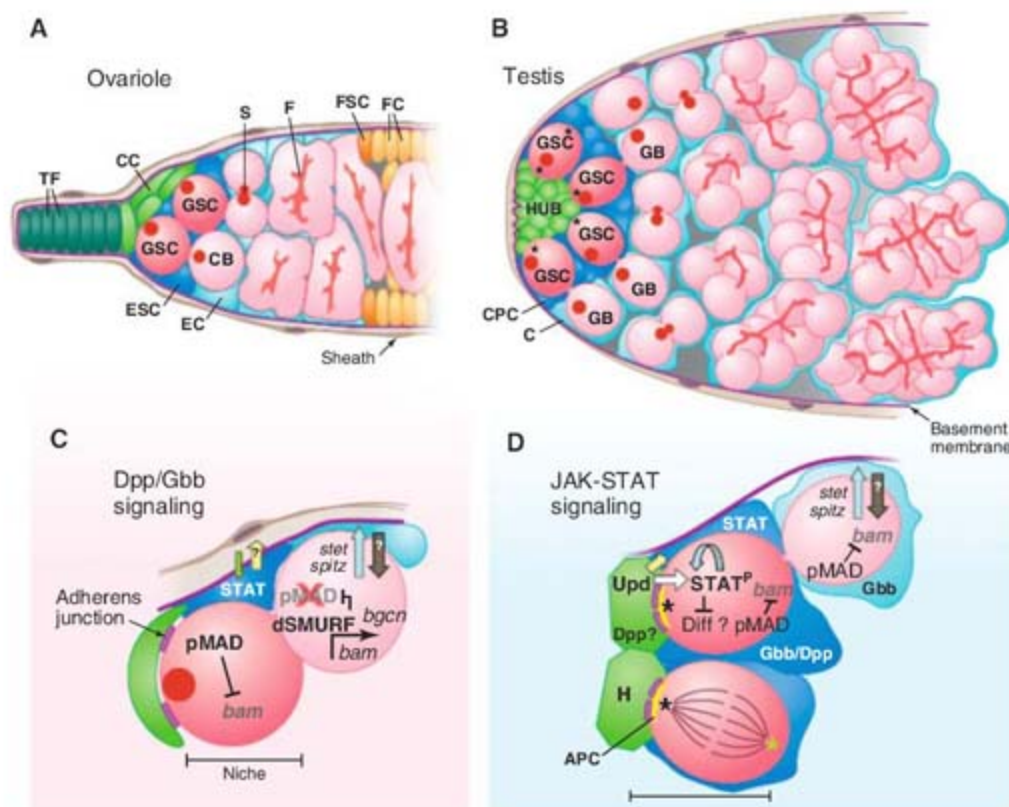 A
Ovariole
TF
CC
S
F
FSC
FC
GSC
GSC
CB
ESC
EC
Sheath
B
Testis
GSC
GSC
HUB
GSC
GSC
GB
GB
GB
CPC
C
Basement
membrane
C
Dpp/Gbb
signaling
Adherens
junction
STAT
?
stet
spitz
?
pMAD
dSMURF
bgcn
bam
pMAD
bam
Niche
D
JAK-STAT
signaling
STAT
stet
spitz
?
bam
pMAD
Gbb
Upd
STATᴾ
bam
Diff ? pMAD
Dpp?
Gbb/Dpp
H
APC